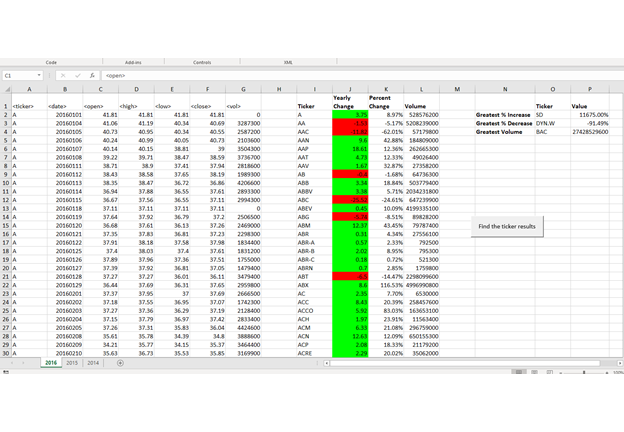 Code Add-ins Controls XML
C1 fx <open>
A B C D E F G H I J K L M N O P
Yearly Percent
1 <ticker> <date> <open> <high> <low> <close> <vol> Ticker Change Change Volume Ticker Value
2 A 20160101 41.81 41.81 41.81 41.81 0 A 3.75 8.97% 528576200 Greatest % Increase SD 11675.00%
3 A 20160104 41.06 41.19 40.34 40.69 3287300 AA -5.17% 5208239000 Greatest % Decrease DYN.W -91.49%
4 A 20160105 40.73 40.95 40.34 40.55 2587200 AAC -62.01% 57179800 Greatest Volume BAC 27428529600
5 A 20160106 40.24 40.99 40.05 40.73 2103600 AAN 9.6 42.88% 184809000
6 A 20160107 40.14 40.15 38.81 39 3504300 AAP 18.61 12.36% 262665300
7 A 20160108 39.22 39.71 38.47 38.59 3736700 AAT 4.73 12.33% 49026400
8 A 20160111 38.71 38.9 37.41 37.94 2818600 AAV 1.67 32.87% 27358200
9 A 20160112 38.43 38.58 37.65 38.19 1989300 AB -1.68% 64736300
10 A 20160113 38.35 38.47 36.72 36.86 4206600 ABB 3.34 18.84% 503779400
11 A 20160114 36.94 37.88 36.55 37.61 2893300 ABBV 3.38 5.71% 2034231800
12 A 20160115 36.67 37.56 36.55 37.11 2994300 ABC -24.61% 647239900
13 A 20160118 37.11 37.11 37.11 37.11 0 ABEV 0.45 10.09% 4199335100
14 A 20160119 37.64 37.92 36.79 37.2 2506500 ABG -8.51% 89828200
15 A 20160120 36.68 37.61 36.13 37.26 2469000 ABM 12.37 43.45% 79787400
16 A 20160121 37.35 37.83 36.81 37.23 2098900 ABR 0.31 4.34% 27556100
17 A 20160122 37.91 38.18 37.58 37.98 1834400 ABR-A 0.57 2.33% 792500
18 A 20160125 37.4 38.03 37.4 37.61 1831200 ABR-B 2.02 8.95% 795300
19 A 20160126 37.89 37.96 37.36 37.51 1755000 ABR-C 0.18 0.72% 521300
20 A 20160127 37.39 37.92 36.81 37.05 1479400 ABRN 0.7 2.85% 1759800
21 A 20160128 37.27 37.27 36.01 36.11 3479400 ABT -14.47% 2298099600
22 A 20160129 36.44 37.69 36.31 37.65 2959800 ABX 8.6 116.53% 4996990800
23 A 20160201 37.37 37.95 37 37.69 2666500 AC 2.35 7.70% 6530000
24 A 20160202 37.18 37.55 36.95 37.07 1742300 ACC 8.43 20.39% 258457600
25 A 20160203 37.27 37.36 36.29 37.19 2128400 ACCO 5.92 83.03% 163653100
26 A 20160204 37.15 38.79 36.97 37.42 2833400 ACH 1.97 23.91% 11563400
27 A 20160205 37.26 37.31 35.83 36.04 4424600 ACM 6.33 21.08% 296759000
28 A 20160208 35.61 35.78 34.39 34.8 3888600 ACN 12.63 12.09% 650155300
29 A 20160209 34.21 35.77 34.15 35.37 3464400 ACP 2.08 18.33% 21179200
30 A 20160210 35.63 36.73 35.53 35.85 3169900 ACRE 2.29 20.02% 35062000
Find the ticker results
2016 2015 2014
100%